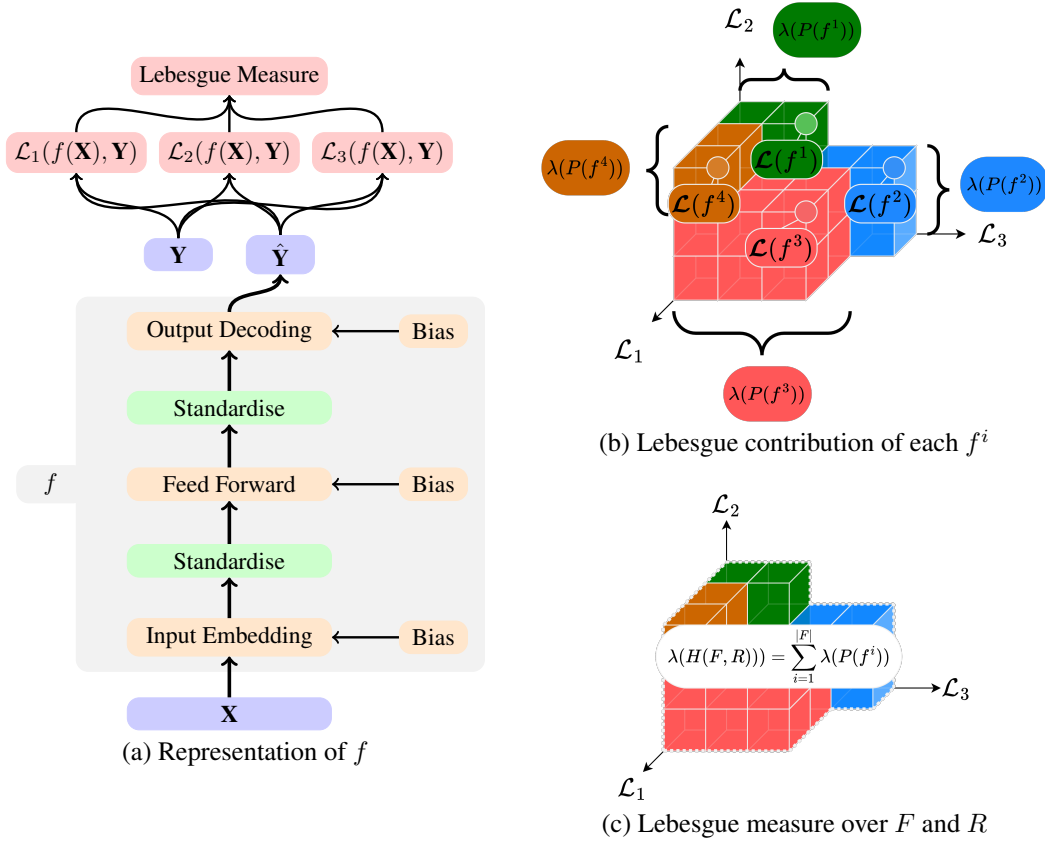 Lebesgue Measure
ℒ₁(f(𝐗), 𝐘) ℒ₂(f(𝐗), 𝐘) ℒ₃(f(𝐗), 𝐘)
𝐘 Ŷ
Output Decoding Bias
Standardise
f Feed Forward Bias
Standardise
Input Embedding Bias
𝐗
(a) Representation of f
ℒ₂ λ(P(f¹))
λ(P(f⁴)) 𝓛(f¹) λ(P(f²))
𝓛(f⁴) 𝓛(f²)
𝓛(f³) ℒ₃
ℒ₁
λ(P(f³))
(b) Lebesgue contribution of each fⁱ
ℒ₂
λ(H(F, R))) = ∑_{i=1}^{|F|} λ(P(fⁱ))
ℒ₃
ℒ₁
(c) Lebesgue measure over F and R